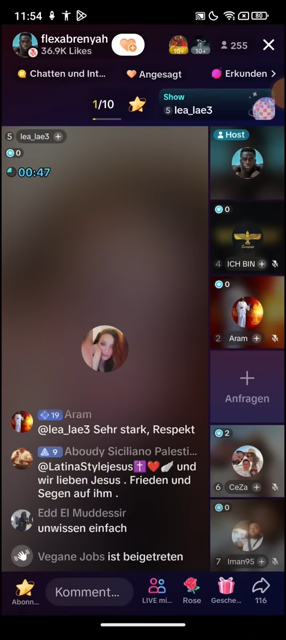 11:54
80
flexabrenyah
36.9K Likes
10+
10+
255
Chatten und Int...
Angesagt
Erkunden
1/10
Show
5 lea_lae3
5 lea_lae3
0
00:47
Host
0
4 ICH BIN
0
2 Aram
Anfragen
2
6 CeZa
0
7 Iman95
19 Aram
@lea_lae3 Sehr stark, Respekt
9 Aboudy Siciliano Palesti...
@LatinaStylejesus✝️❤️🪽 und
wir lieben Jesus . Frieden und
Segen auf ihm .
Edd El Muddessir
unwissen einfach
Vegane Jobs ist beigetreten
Abonn...
Komment...
LIVE mi...
Rose
Gesche...
116